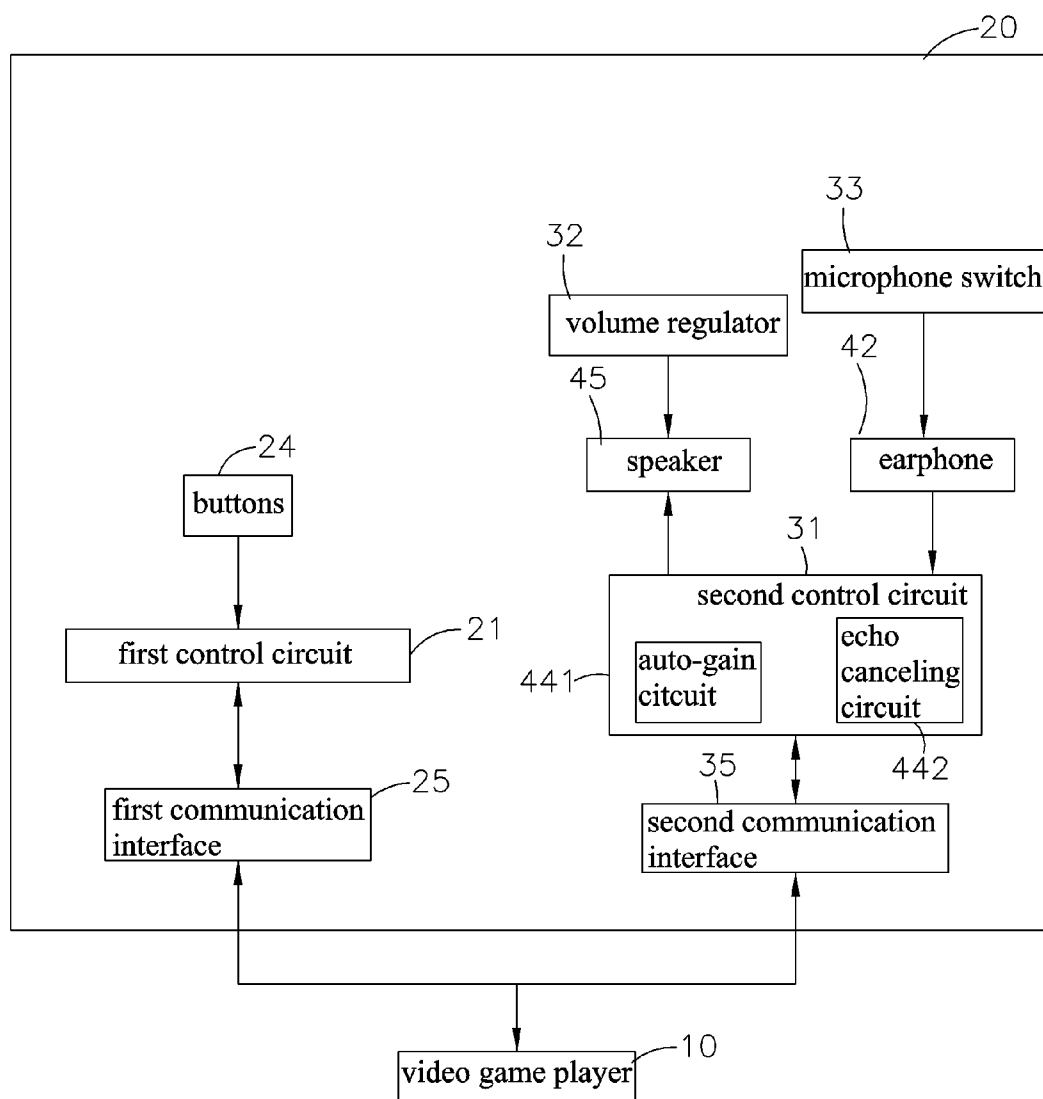 20
33
microphone switch
32
volume regulator
42
45
speaker
earphone
24
buttons
31
second control circuit
21
first control circuit
echo
canceling
circuit
auto-gain
citcuit
441
442
25
first communication
interface
35
second communication
interface
10
video game player